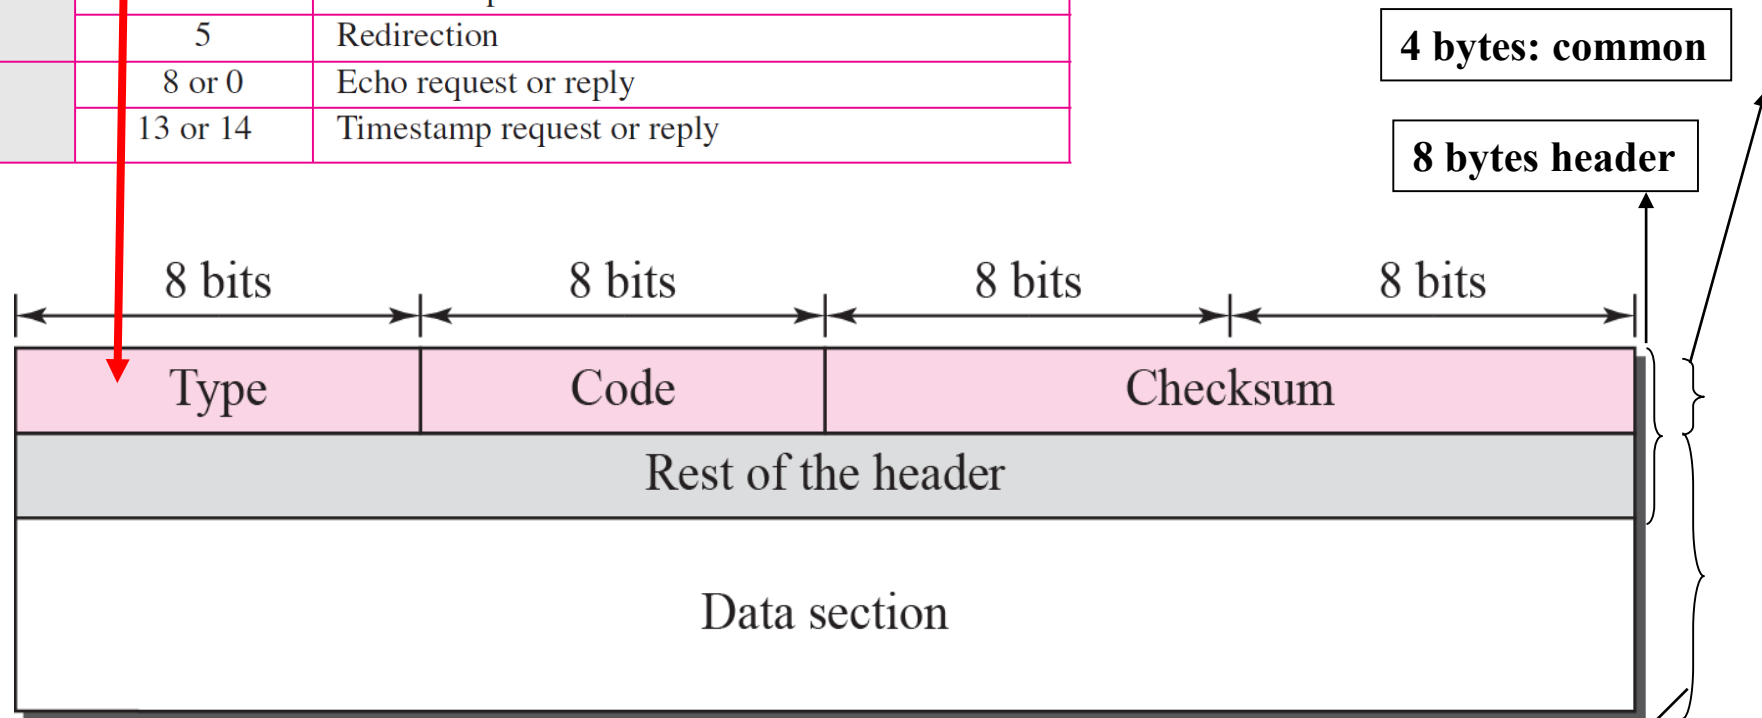 5 Redirection
8 or 0 Echo request or reply
13 or 14 Timestamp request or reply
4 bytes: common
8 bytes header
8 bits 8 bits 8 bits 8 bits
Type Code Checksum
Rest of the header
Data section